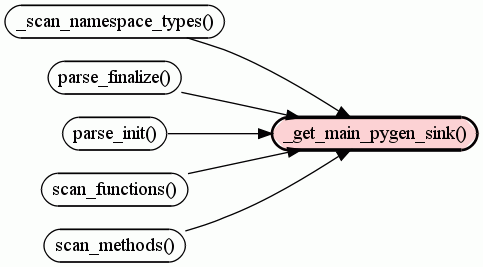 _scan_namespace_types()
parse_finalize()
parse_init()
_get_main_pygen_sink()
scan_functions()
scan_methods()